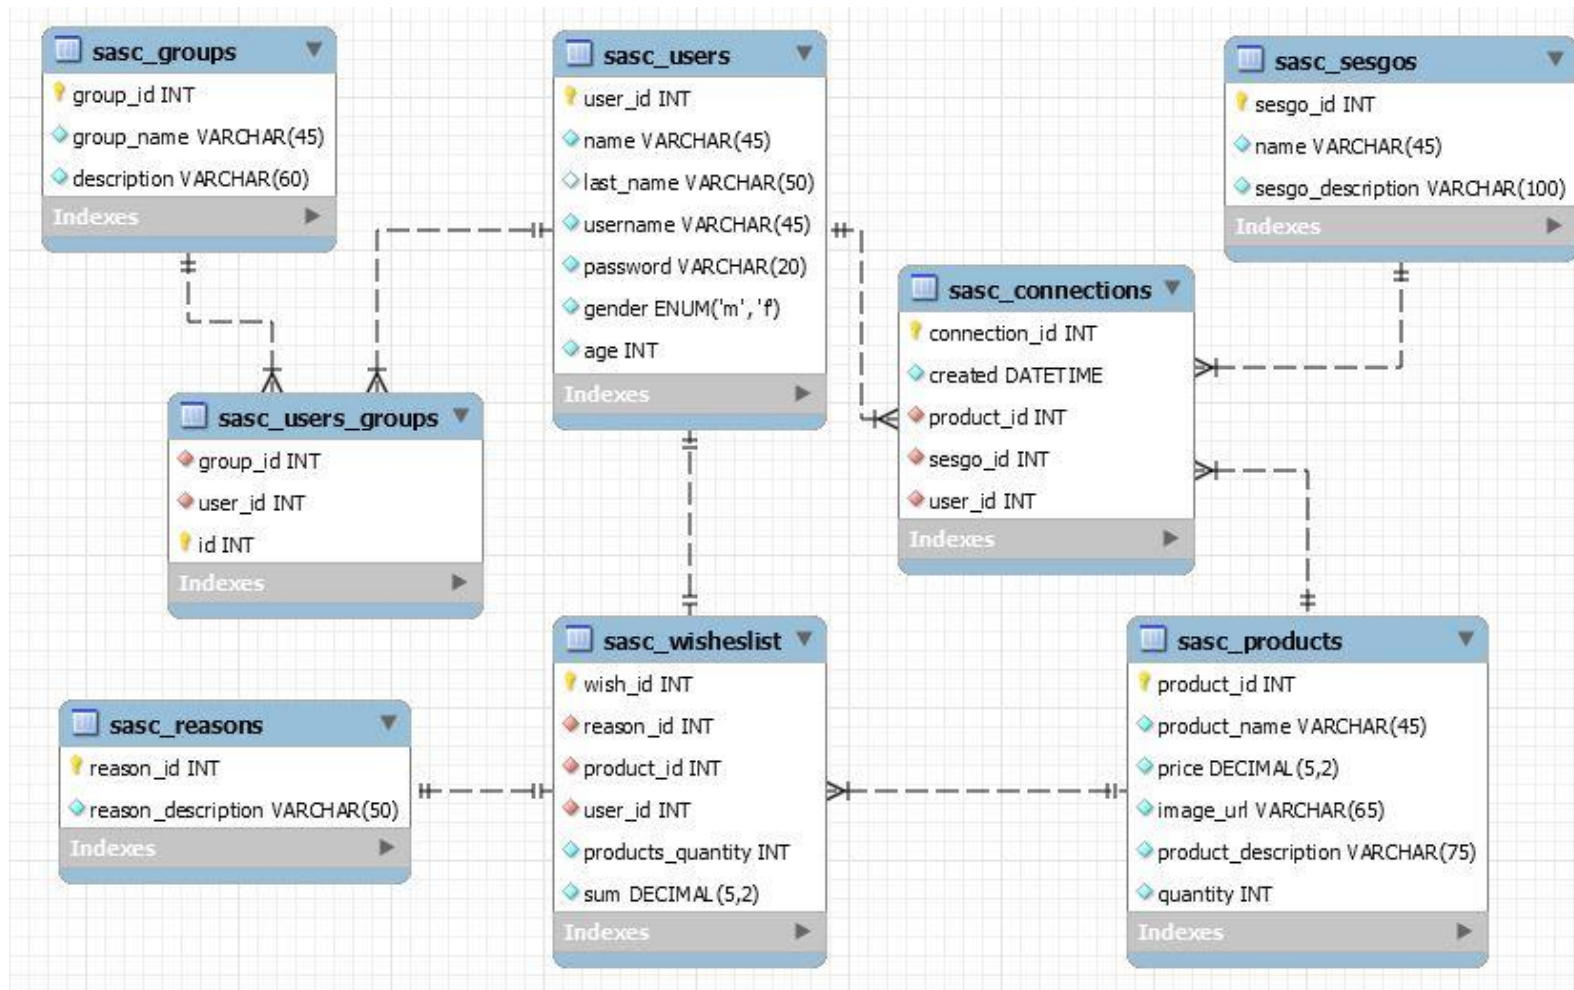 sasc_groups
group_id INT
group_name VARCHAR(45)
description VARCHAR(60)
Indexes
sasc_users
user_id INT
name VARCHAR(45)
last_name VARCHAR(50)
username VARCHAR(45)
password VARCHAR(20)
gender ENUM('m', 'f')
age INT
Indexes
sasc_sesgos
sesgo_id INT
name VARCHAR(45)
sesgo_description VARCHAR(100)
Indexes
sasc_connections
connection_id INT
created DATETIME
product_id INT
sesgo_id INT
user_id INT
Indexes
sasc_users_groups
group_id INT
user_id INT
id INT
Indexes
sasc_wisheslist
wish_id INT
reason_id INT
product_id INT
user_id INT
products_quantity INT
sum DECIMAL(5,2)
Indexes
sasc_products
product_id INT
product_name VARCHAR(45)
price DECIMAL(5,2)
image_url VARCHAR(65)
product_description VARCHAR(75)
quantity INT
Indexes
sasc_reasons
reason_id INT
reason_description VARCHAR(50)
Indexes